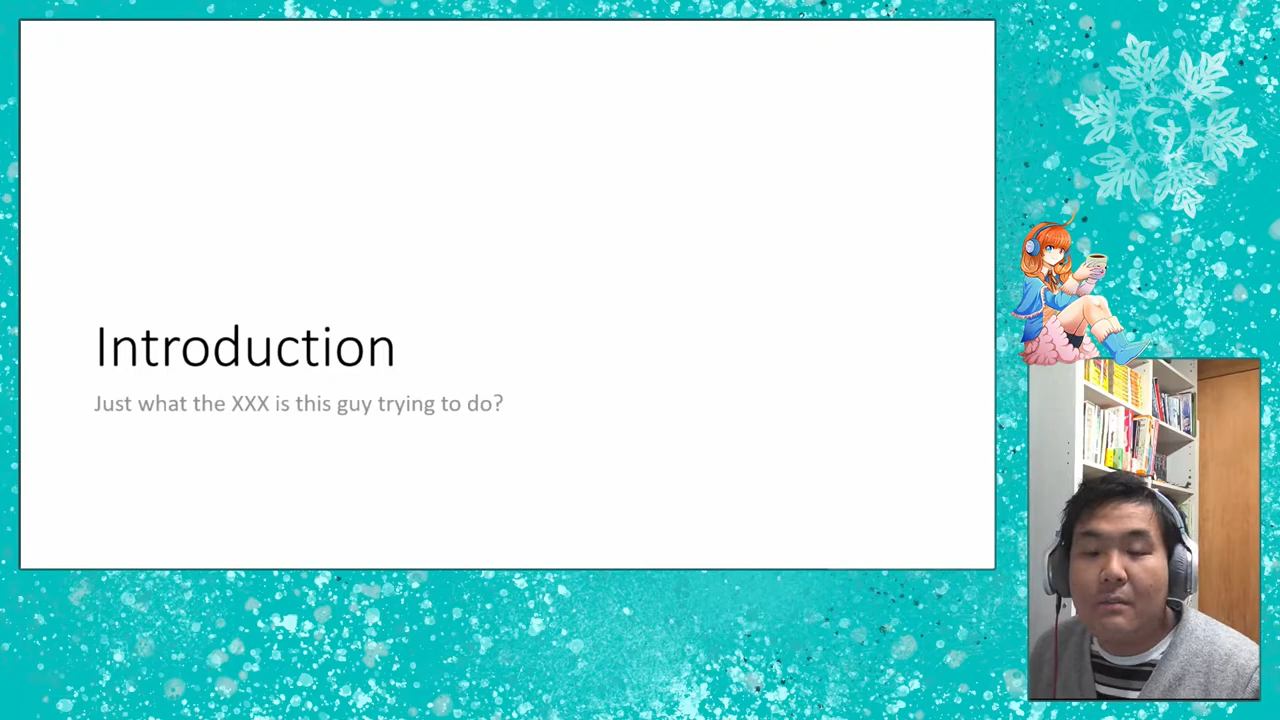 Introduction
Just what the XXX is this guy trying to do?